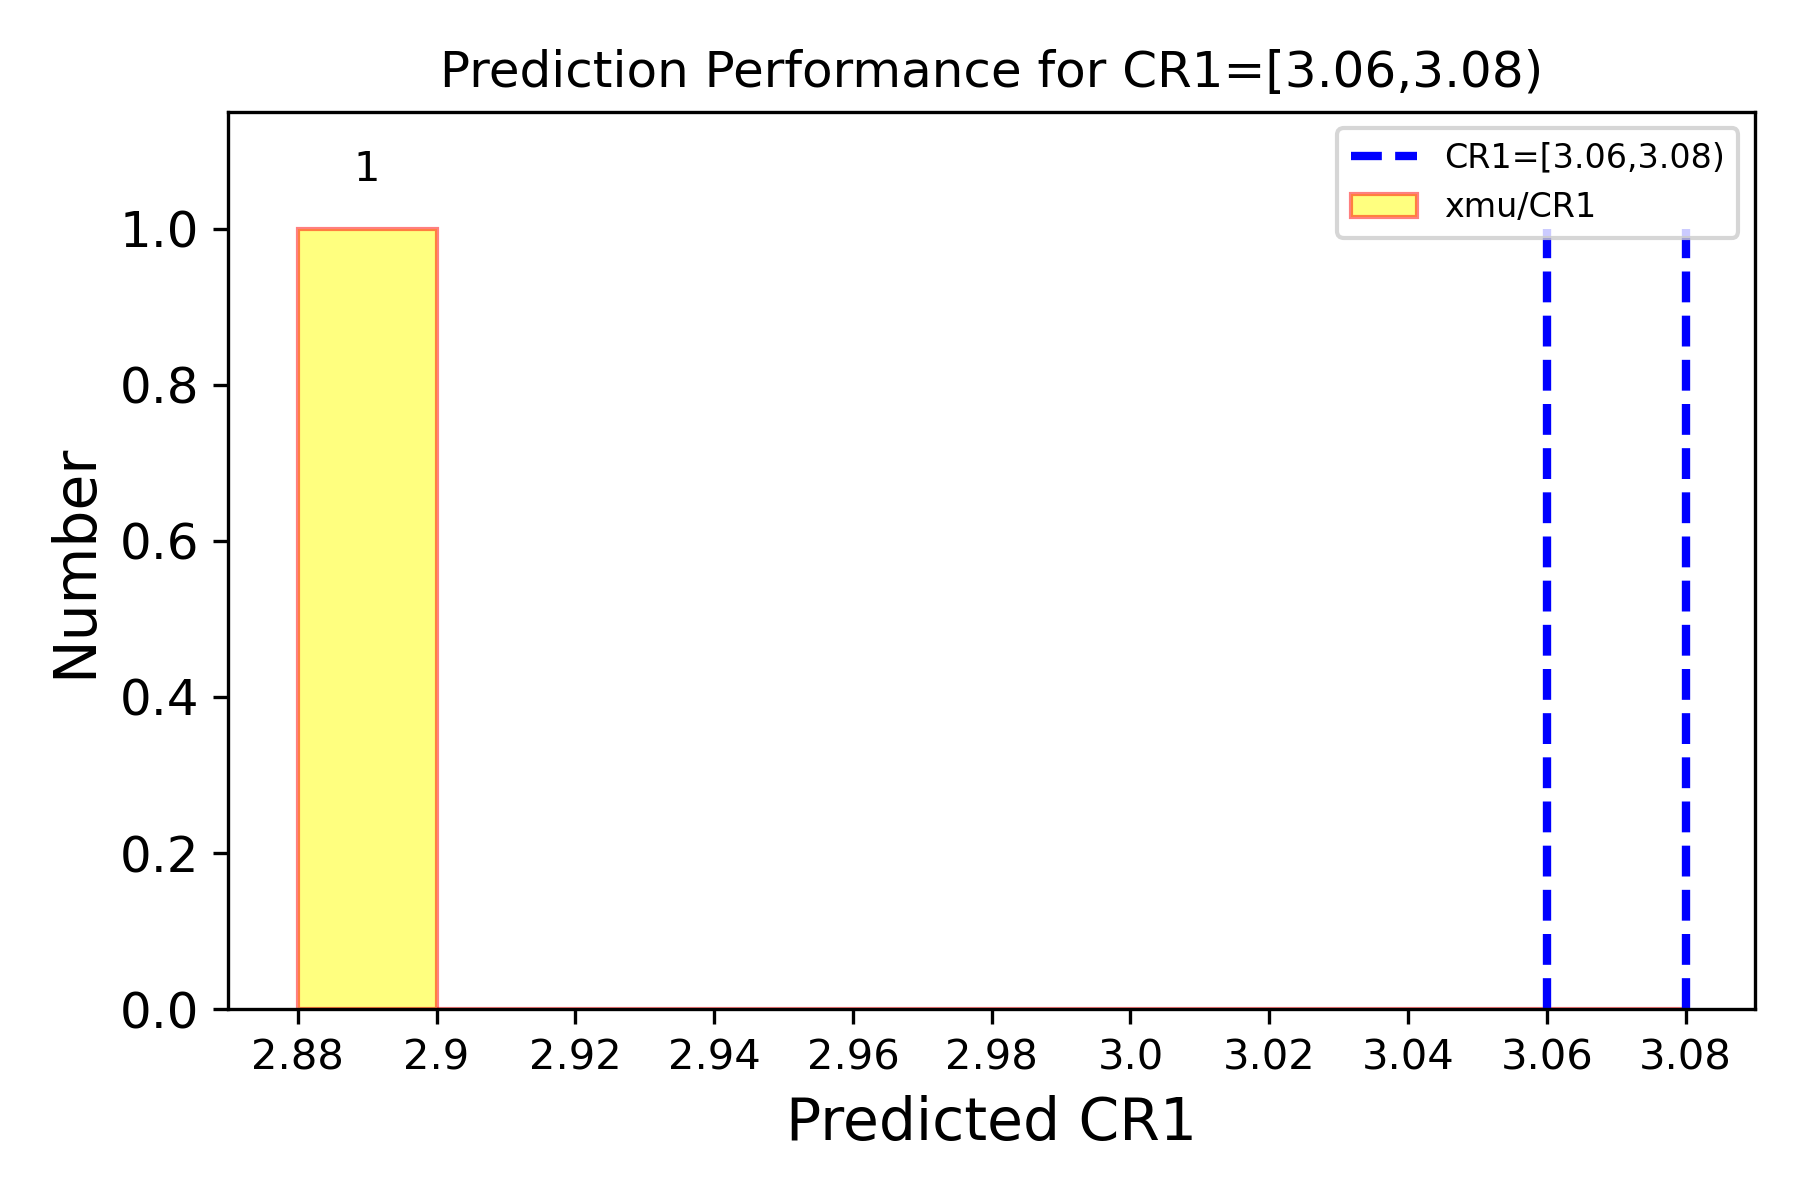 Prediction Performance for CR1=[3.06,3.08)
CR1=[3.06,3.08)
xmu/CR1
1
1.0
0.8
0.6
0.4
0.2
0.0
Number
2.88 2.9 2.92 2.94 2.96 2.98 3.0 3.02 3.04 3.06 3.08
Predicted CR1